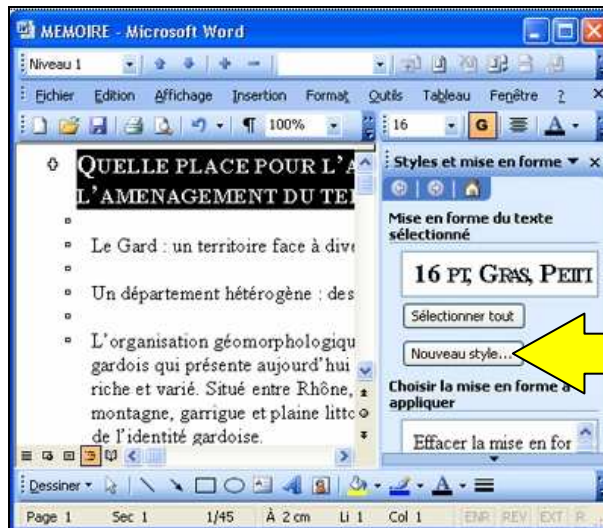 MEMOIRE - Microsoft Word
Niveau 1
Fichier Edition Affichage Insertion Format Outils Tableau Fenêtre ?
100% 16 G A
Styles et mise en forme
QUELLE PLACE POUR L'A
L'AMENAGEMENT DU TER
Le Gard : un territoire face à dive
Un département hétérogène : des
L'organisation géomorphologiqu
gardois qui présente aujourd'hui
riche et varié. Situé entre Rhône,
montagne, garrigue et plaine litto
de l'identité gardoise.
Mise en forme du texte
sélectionné
16 PT, GRAS, PETIT
Sélectionner tout
Nouveau style...
Choisir la mise en forme à
appliquer
Effacer la mise en for
Dessiner
Page 1 Sec 1 1/45 À 2 cm Li 1 Col 1 ENR REV EXT R